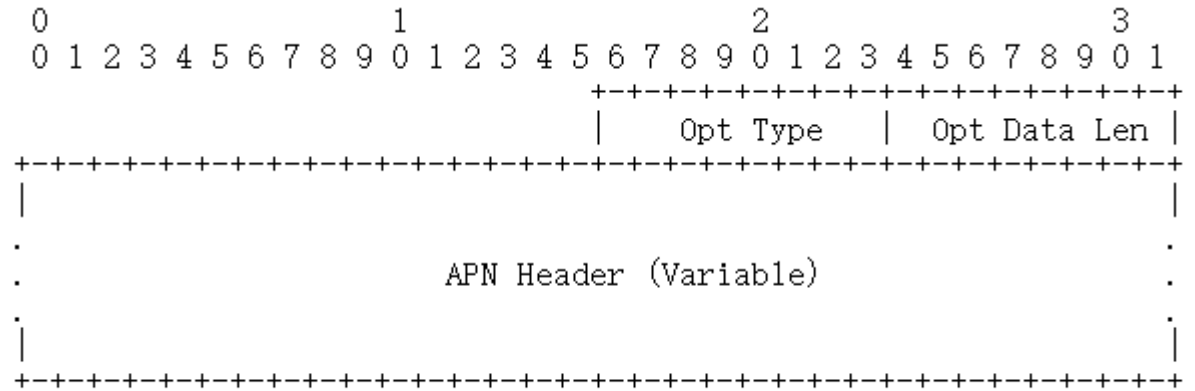 0                   1                   2                   3
0 1 2 3 4 5 6 7 8 9 0 1 2 3 4 5 6 7 8 9 0 1 2 3 4 5 6 7 8 9 0 1
                                +-+-+-+-+-+-+-+-+-+-+-+-+-+-+-+-+
                                |    Opt Type   |  Opt Data Len |
+-+-+-+-+-+-+-+-+-+-+-+-+-+-+-+-+-+-+-+-+-+-+-+-+-+-+-+-+-+-+-+-+
|                                                               |
.                                                               .
.                       APN Header (Variable)                   .
.                                                               .
|                                                               |
+-+-+-+-+-+-+-+-+-+-+-+-+-+-+-+-+-+-+-+-+-+-+-+-+-+-+-+-+-+-+-+-+